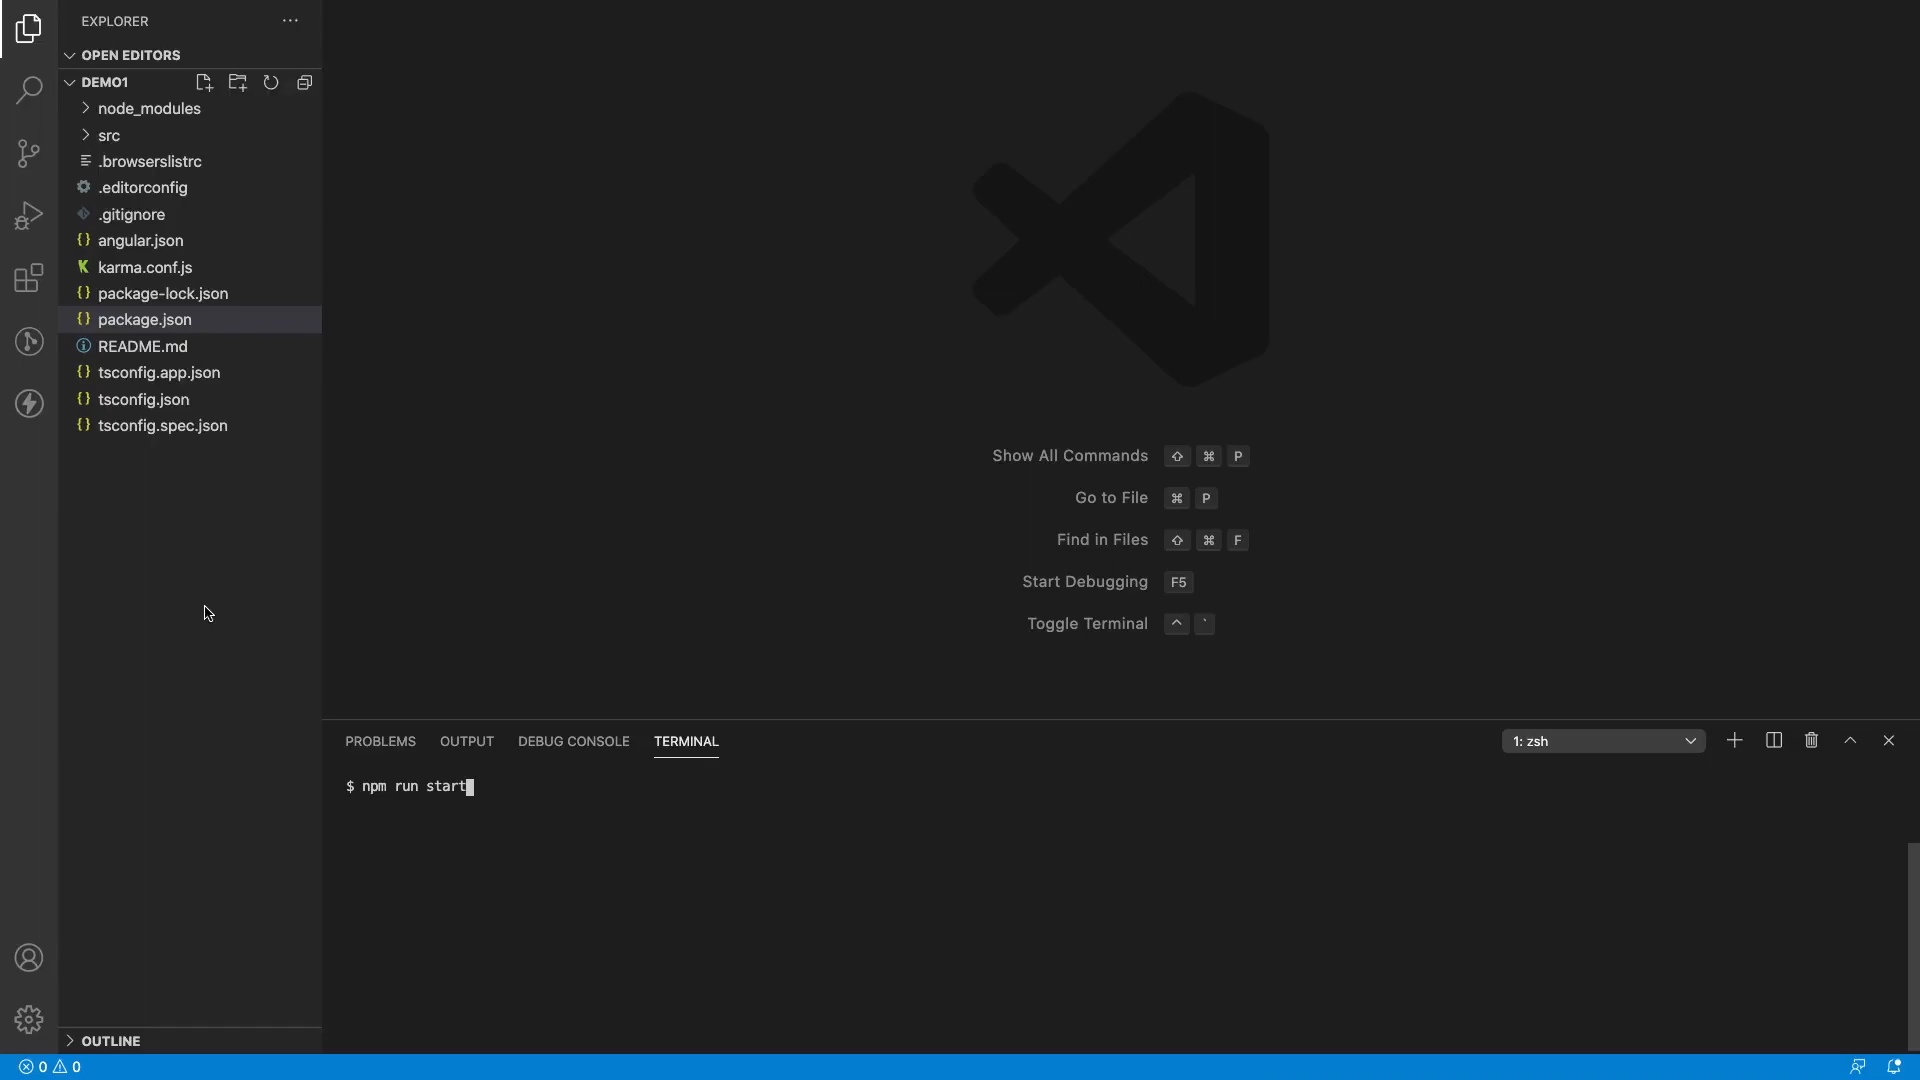 EXPLORER
OPEN EDITORS
DEMO1
node_modules
src
.browserslistrc
.editorconfig
.gitignore
{} angular.json
K karma.conf.js
{} package-lock.json
{} package.json
README.md
{} tsconfig.app.json
{} tsconfig.json
{} tsconfig.spec.json
OUTLINE
Show All Commands ⇧ ⌘ P
Go to File ⌘ P
Find in Files ⇧ ⌘ F
Start Debugging F5
Toggle Terminal ^ `
PROBLEMS OUTPUT DEBUG CONSOLE TERMINAL 1: zsh
$ npm run start
0 0